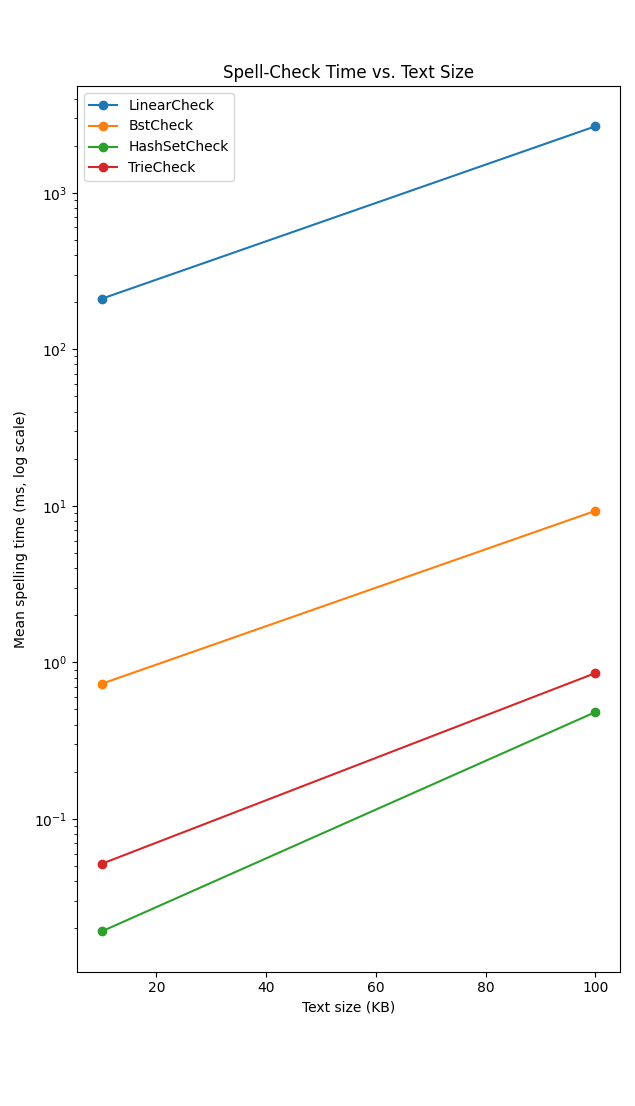 Spell-Check Time vs. Text Size
LinearCheck
BstCheck
HashSetCheck
TrieCheck
10³
10²
10¹
10⁰
10⁻¹
Mean spelling time (ms, log scale)
20 40 60 80 100
Text size (KB)